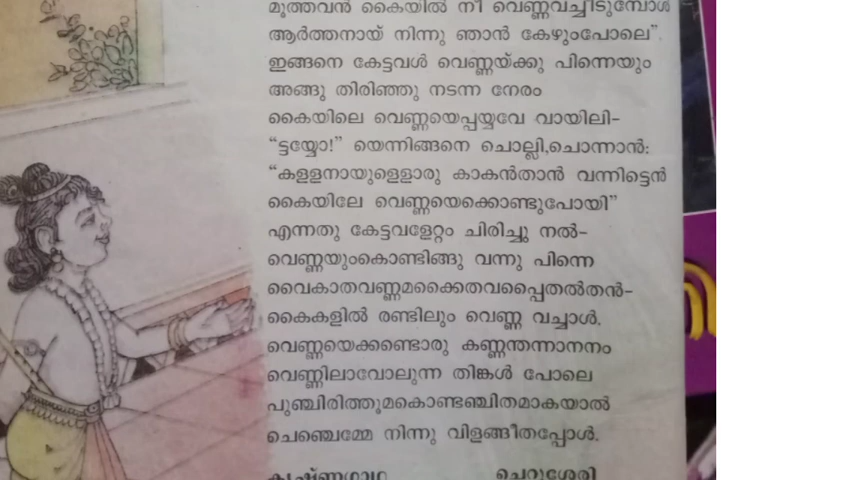 മൂത്തവൻ കൈയിൽ നീ വെണ്ണവച്ചീടുമ്പോൾ
ആർത്തനായ് നിന്നു ഞാൻ കേഴുംപോലെ”.
ഇങ്ങനെ കേട്ടവൾ വെണ്ണയ്ക്കു പിന്നെയും
അങ്ങു തിരിഞ്ഞു നടന്ന നേരം
കൈയിലെ വെണ്ണയെപ്പയ്യവേ വായിലി-
“ട്ടയ്യോ!” യെന്നിങ്ങനെ ചൊല്ലി,ചൊന്നാൻ:
“കള്ളനായുള്ളൊരു കാകൻതാൻ വന്നിട്ടെൻ
കൈയിലേ വെണ്ണയെക്കൊണ്ടുപോയി”
എന്നതു കേട്ടവളേറ്റം ചിരിച്ചു നൽ-
വെണ്ണയുംകൊണ്ടിങ്ങു വന്നു പിന്നെ
വൈകാതവണ്ണമക്കൈതവപ്പൈതൽതൻ-
കൈകളിൽ രണ്ടിലും വെണ്ണ വച്ചാൾ.
വെണ്ണയെക്കണ്ടൊരു കണ്ണന്തന്നാനനം
വെണ്ണിലാവോലുന്ന തിങ്കൾ പോലെ
പുഞ്ചിരിത്തൂമകൊണ്ടഞ്ചിതമാകയാൽ
ചെഞ്ചെമ്മേ നിന്നു വിളങ്ങീതപ്പോൾ.
കൃഷ്ണഗാഥ ചെറുശ്ശേരി